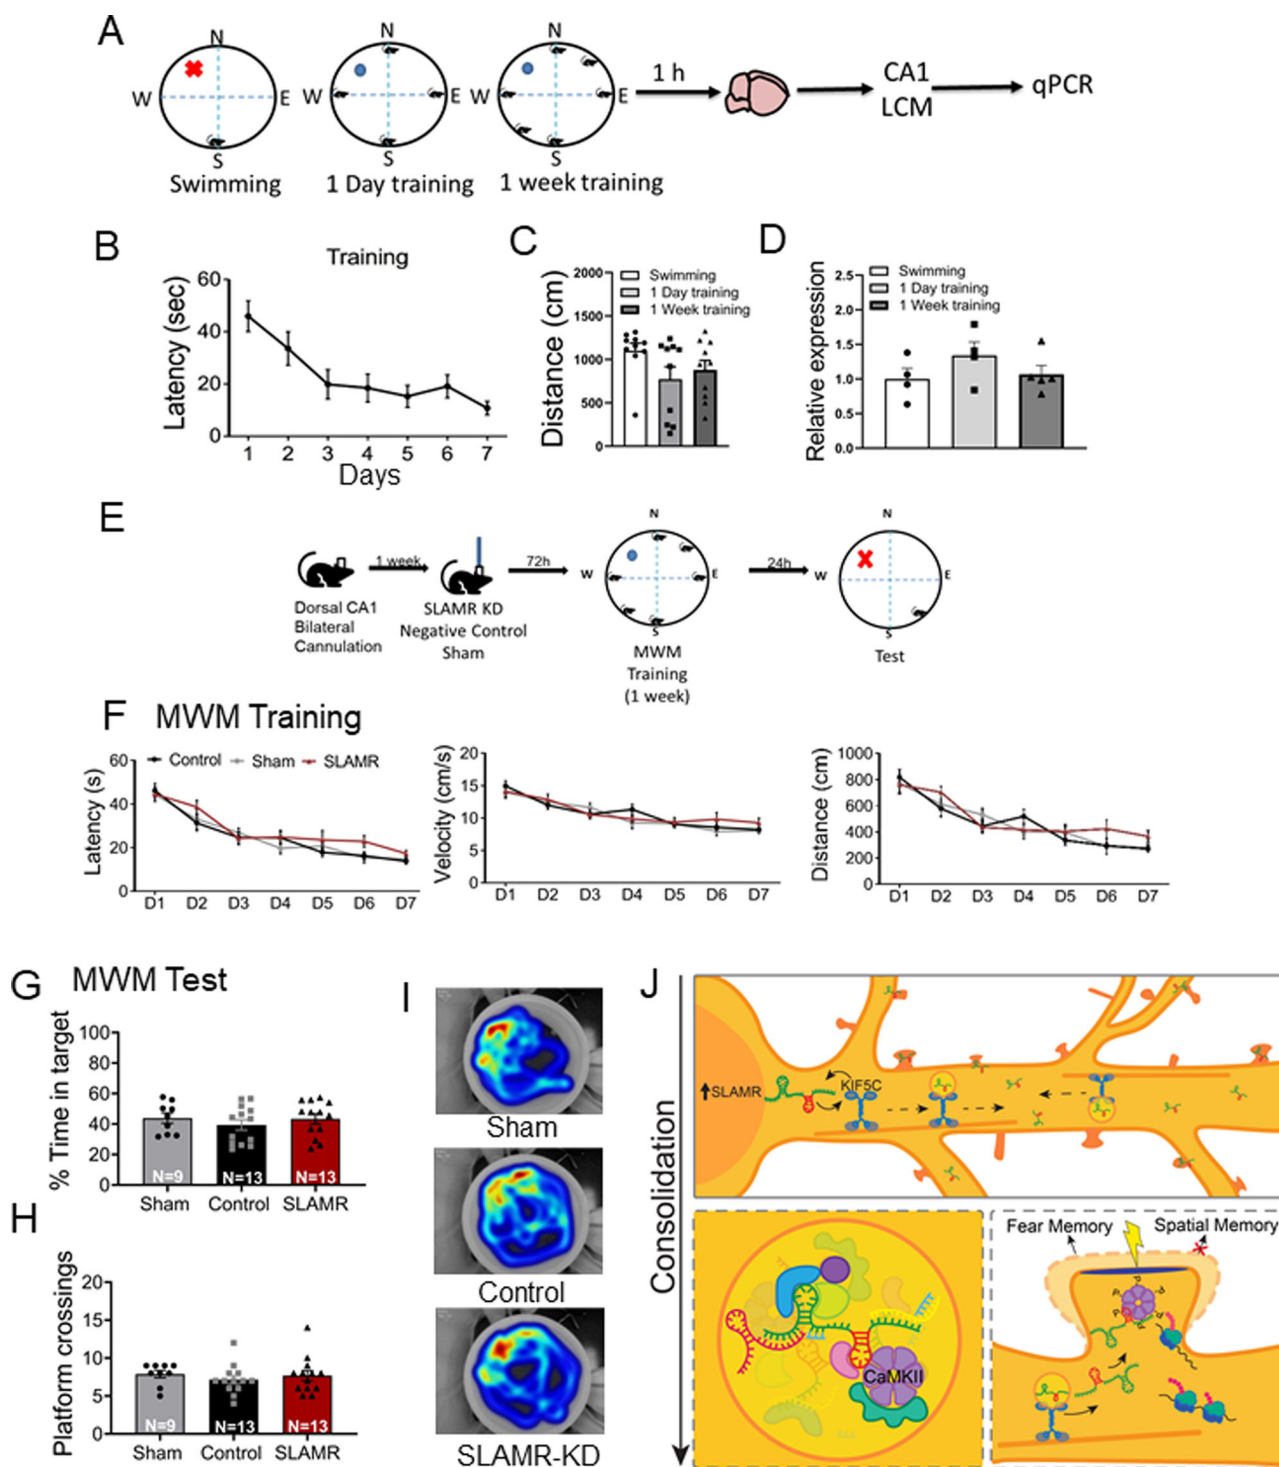 A
N
W
E
S
Swimming
N
W
E
S
1 Day training
N
W
E
S
1 week training
1 h
CA1
LCM
qPCR
B
Training
Latency (sec)
60
40
20
0
1 2 3 4 5 6 7
Days
C
Distance (cm)
2000
1500
1000
500
0
Swimming
1 Day training
1 Week training
D
Relative expression
2.5
2.0
1.5
1.0
0.5
0.0
Swimming
1 Day training
1 Week training
E
Dorsal CA1
Bilateral
Cannulation
1 week
SLAMR KD
Negative Control
Sham
72h
N
W
E
S
MWM
Training
(1 week)
24h
N
W
E
S
Test
F MWM Training
Latency (s)
60
40
20
0
Control Sham SLAMR
D1 D2 D3 D4 D5 D6 D7
Velocity (cm/s)
20
15
10
5
0
D1 D2 D3 D4 D5 D6 D7
Distance (cm)
1000
800
600
400
200
0
D1 D2 D3 D4 D5 D6 D7
G MWM Test
% Time in target
100
80
60
40
20
0
N=9 N=13 N=13
Sham Control SLAMR
H
Platform crossings
20
15
10
5
0
N=9 N=13 N=13
Sham Control SLAMR
I
Sham
Control
SLAMR-KD
J
Consolidation
SLAMR
KIF5C
CaMKII
Fear Memory
Spatial Memory
P
P
P
P
P